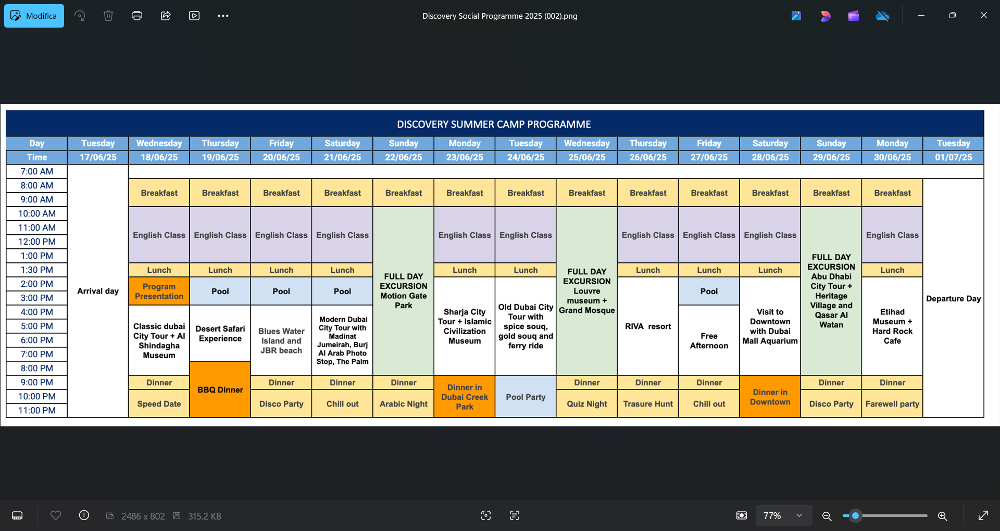 Modifica
Discovery Social Programme 2025 (002).png
DISCOVERY SUMMER CAMP PROGRAMME
Day Tuesday Wednesday Thursday Friday Saturday Sunday Monday Tuesday Wednesday Thursday Friday Saturday Sunday Monday Tuesday
Time 17/06/25 18/06/25 19/06/25 20/06/25 21/06/25 22/06/25 23/06/25 24/06/25 25/06/25 26/06/25 27/06/25 28/06/25 29/06/25 30/06/25 01/07/25
7:00 AM
8:00 AM
9:00 AM
10:00 AM
11:00 AM
12:00 PM
1:00 PM
1:30 PM
2:00 PM
3:00 PM
4:00 PM
5:00 PM
6:00 PM
7:00 PM
8:00 PM
9:00 PM
10:00 PM
11:00 PM
Arrival day
Breakfast
English Class
Lunch
Program
Presentation
Classic dubai
City Tour + Al
Shindagha
Museum
Dinner
Speed Date
Breakfast
English Class
Lunch
Pool
Desert Safari
Experience
BBQ Dinner
Breakfast
English Class
Lunch
Pool
Blues Water
Island and
JBR beach
Dinner
Disco Party
Breakfast
English Class
Lunch
Pool
Modern Dubai
City Tour with
Madinat
Jumeirah, Burj
Al Arab Photo
Stop, The Palm
Dinner
Chill out
Breakfast
FULL DAY
EXCURSION
Motion Gate
Park
Dinner
Arabic Night
Breakfast
English Class
Lunch
Sharja City
Tour + Islamic
Civilization
Museum
Dinner in
Dubai Creek
Park
Breakfast
English Class
Lunch
Old Dubai City
Tour with
spice souq,
gold souq and
ferry ride
Pool Party
Breakfast
FULL DAY
EXCURSION
Louvre
museum +
Grand Mosque
Dinner
Quiz Night
Breakfast
English Class
Lunch
RIVA resort
Dinner
Trasure Hunt
Breakfast
English Class
Lunch
Pool
Free
Afternoon
Dinner
Chill out
Breakfast
English Class
Lunch
Visit to
Downtown
with Dubai
Mall Aquarium
Dinner in
Downtown
Breakfast
FULL DAY
EXCURSION
Abu Dhabi
City Tour +
Heritage
Village and
Qasar Al
Watan
Dinner
Disco Party
Breakfast
English Class
Lunch
Etihad
Museum +
Hard Rock
Cafe
Dinner
Farewell party
Departure Day
2486 x 802
315.2 KB
77%